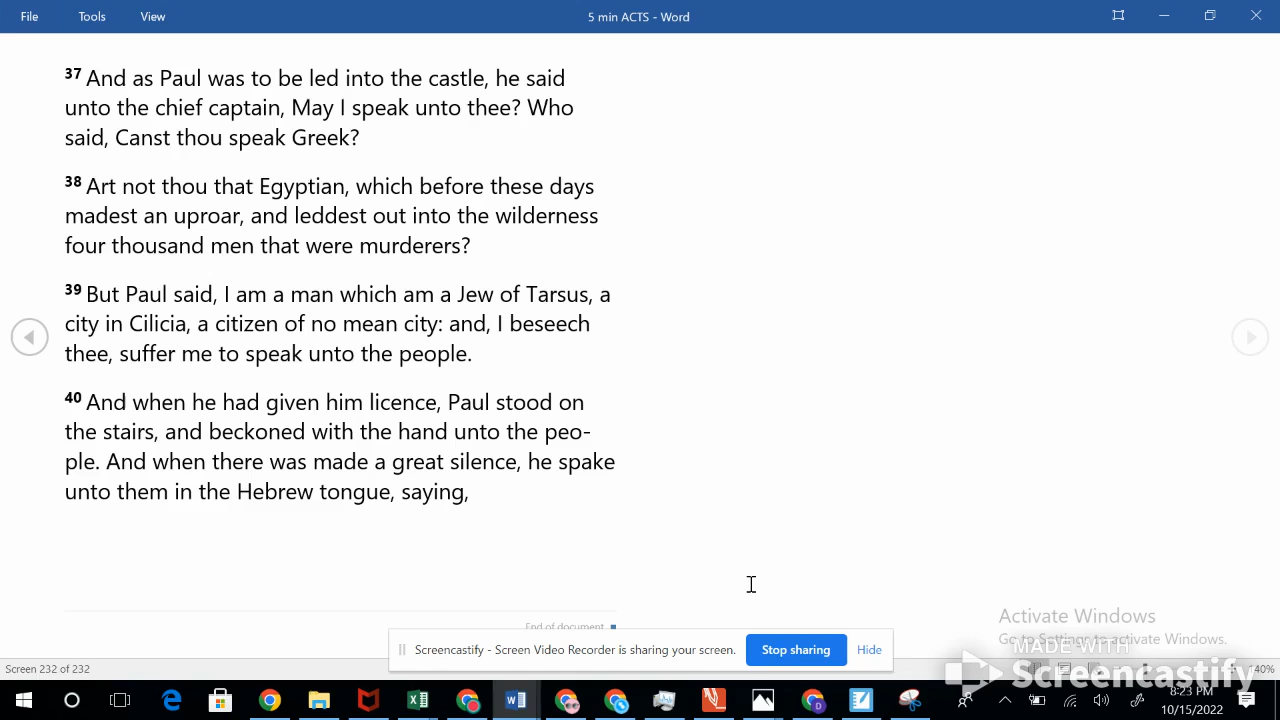 File Tools View 5 min ACTS - Word
37 And as Paul was to be led into the castle, he said
unto the chief captain, May I speak unto thee? Who
said, Canst thou speak Greek?
38 Art not thou that Egyptian, which before these days
madest an uproar, and leddest out into the wilderness
four thousand men that were murderers?
39 But Paul said, I am a man which am a Jew of Tarsus, a
city in Cilicia, a citizen of no mean city: and, I beseech
thee, suffer me to speak unto the people.
40 And when he had given him licence, Paul stood on
the stairs, and beckoned with the hand unto the peo-
ple. And when there was made a great silence, he spake
unto them in the Hebrew tongue, saying,
End of document
Activate Windows
Go to Settings to activate Windows.
Screencastify - Screen Video Recorder is sharing your screen. Stop sharing Hide
MADE WITH
Screencastify
Screen 232 of 232
140%
8:23 PM
10/15/2022